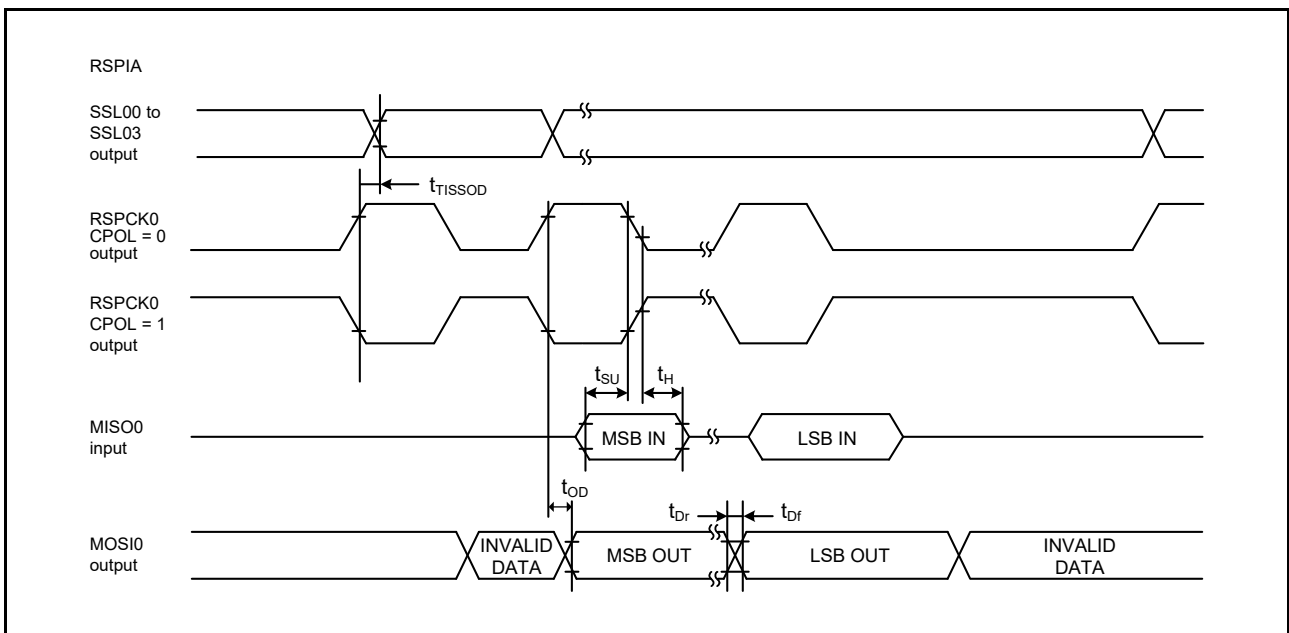 RSPIA
SSL00 to
SSL03
output
tTISSOD
RSPCK0
CPOL = 0
output
RSPCK0
CPOL = 1
output
tSU
tH
MISO0
input
MSB IN
LSB IN
tOD
tDr
tDf
MOSI0
output
INVALID
DATA
MSB OUT
LSB OUT
INVALID
DATA